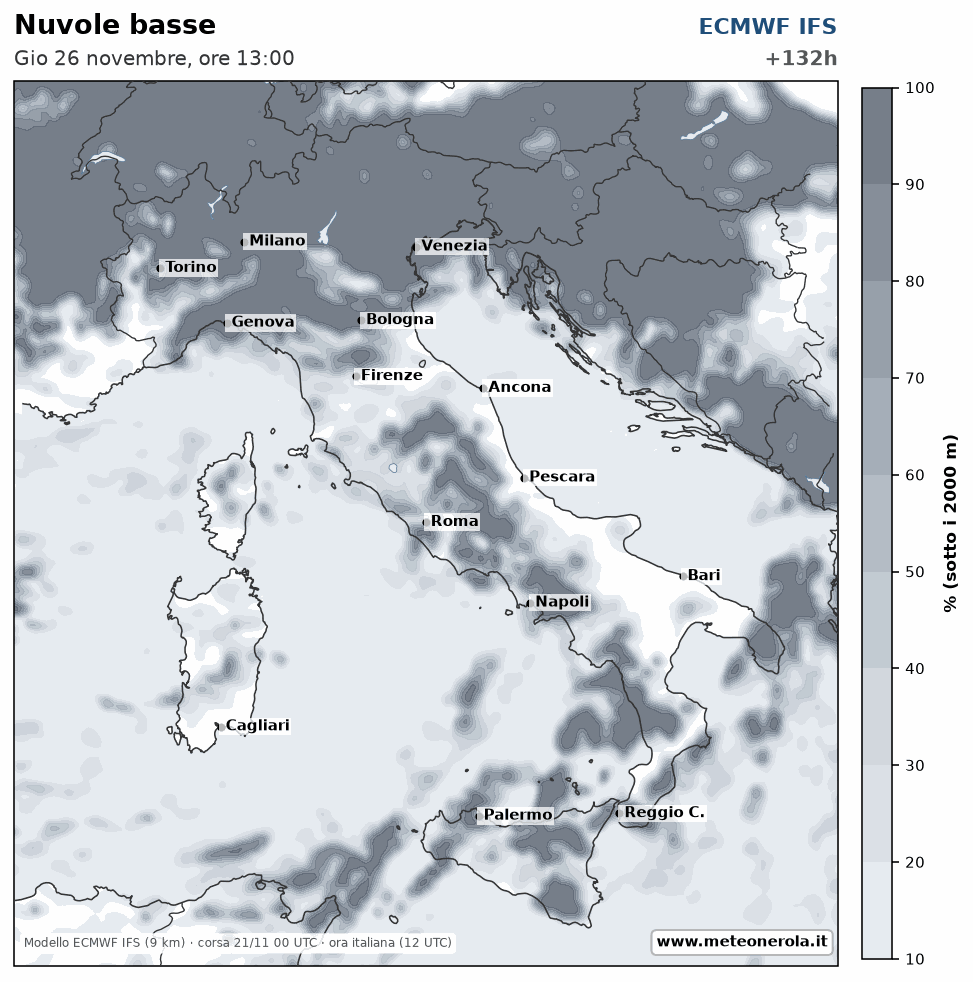 Nuvole basse
ECMWF IFS
Gio 26 novembre, ore 13:00
+132h
100
90
80
70
60
50
40
30
20
10
% (sotto i 2000 m)
Milano
Venezia
Torino
Genova
Bologna
Firenze
Ancona
Pescara
Roma
Bari
Napoli
Cagliari
Palermo
Reggio C.
Modello ECMWF IFS (9 km) · corsa 21/11 00 UTC · ora italiana (12 UTC)
www.meteonerola.it